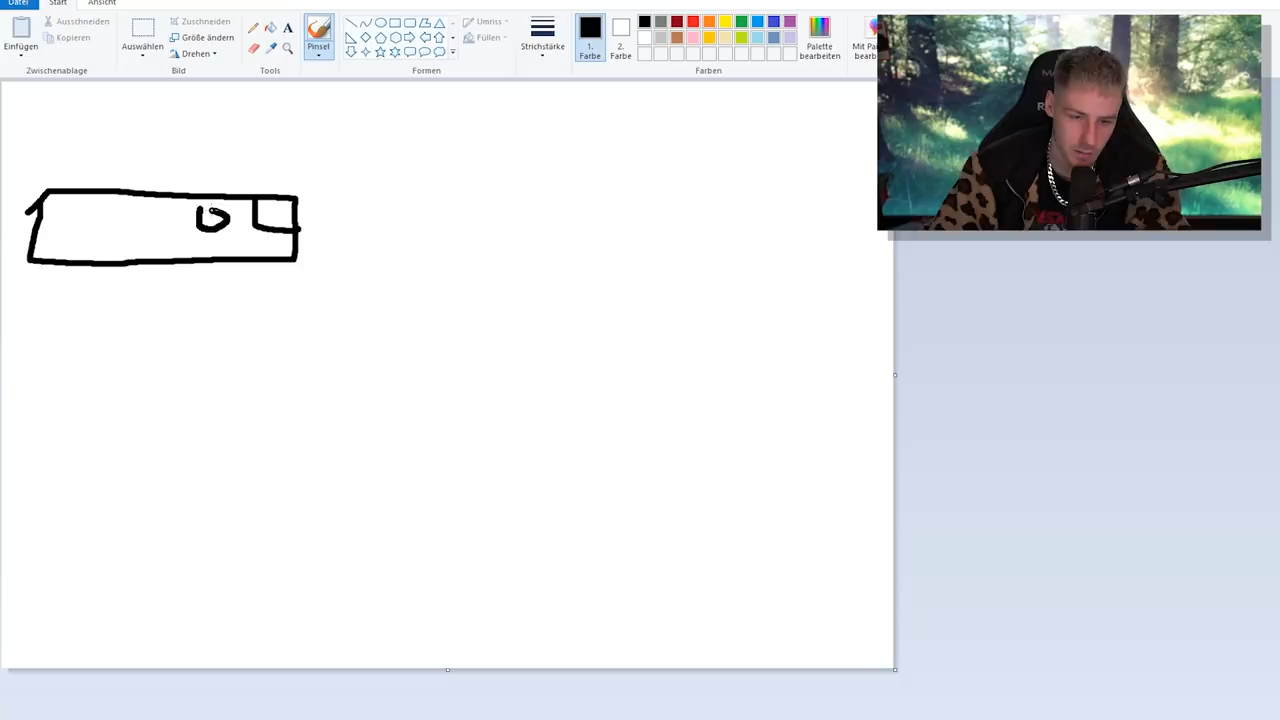 Datei Start Ansicht
Einfügen
Ausschneiden
Kopieren
Zwischenablage
Auswählen
Zuschneiden
Größe ändern
Drehen
Bild
A
Tools
Pinsel
Umriss
Füllen
Formen
Strichstärke
1.
Farbe
2.
Farbe
Palette
bearbeiten
Farben